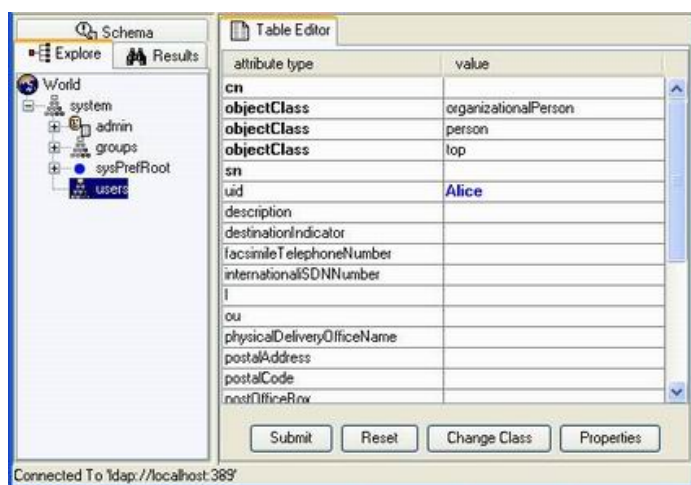 Schema
Explore Results
World
system
admin
groups
sysPrefRoot
users
Table Editor
attribute type value
cn
objectClass organizationalPerson
objectClass person
objectClass top
sn
uid Alice
description
destinationIndicator
facsimileTelephoneNumber
internationaliSDNNumber
l
ou
physicalDeliveryOfficeName
postalAddress
postalCode
postOfficeBox
Submit Reset Change Class Properties
Connected To 'ldap://localhost:389'